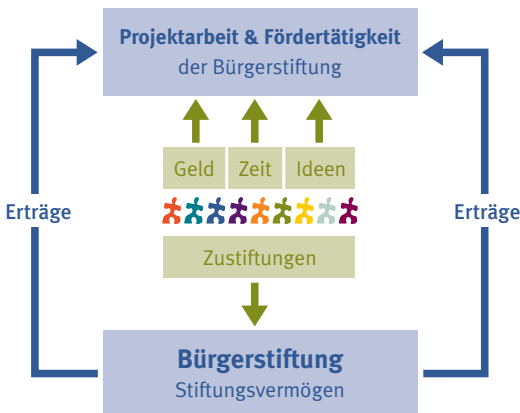 Projektarbeit & Fördertätigkeit
der Bürgerstiftung
Geld Zeit Ideen
Erträge Erträge
Zustiftungen
Bürgerstiftung
Stiftungsvermögen